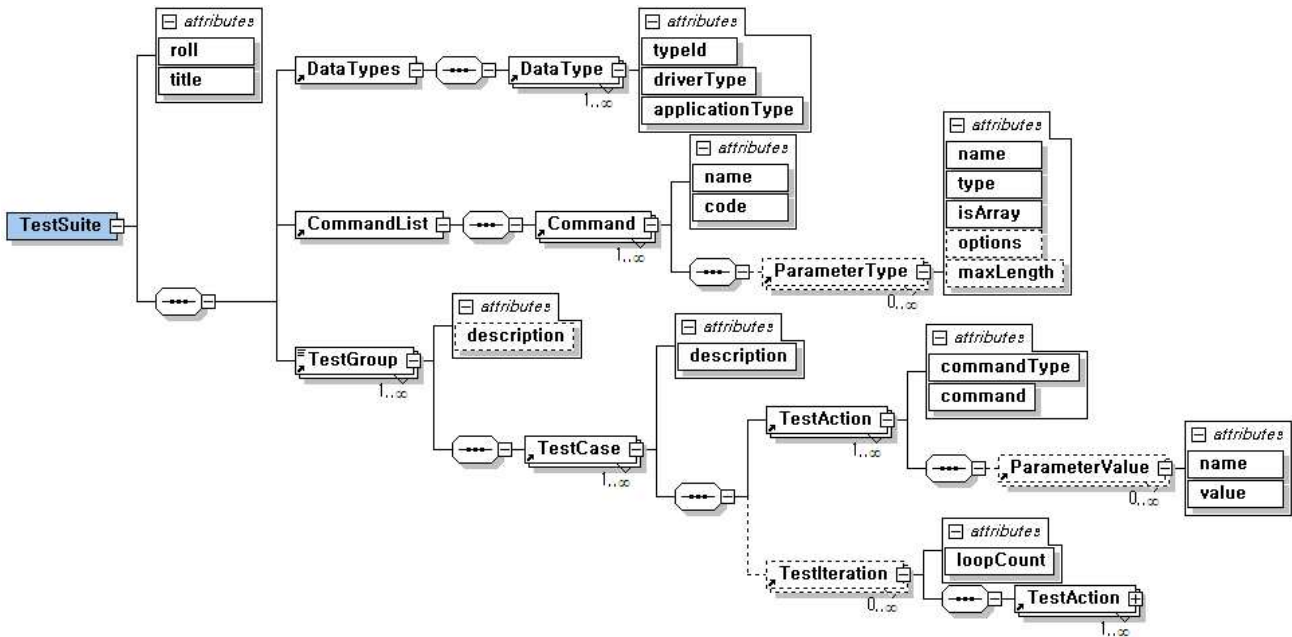 attributes
roll
title
DataTypes
DataType
1..∞
attributes
typeId
driverType
applicationType
TestSuite
CommandList
Command
1..∞
attributes
name
code
ParameterType
0..∞
attributes
name
type
isArray
options
maxLength
TestGroup
1..∞
attributes
description
TestCase
1..∞
attributes
description
TestAction
1..∞
attributes
commandType
command
ParameterValue
0..∞
attributes
name
value
TestIteration
0..∞
attributes
loopCount
TestAction
1..∞